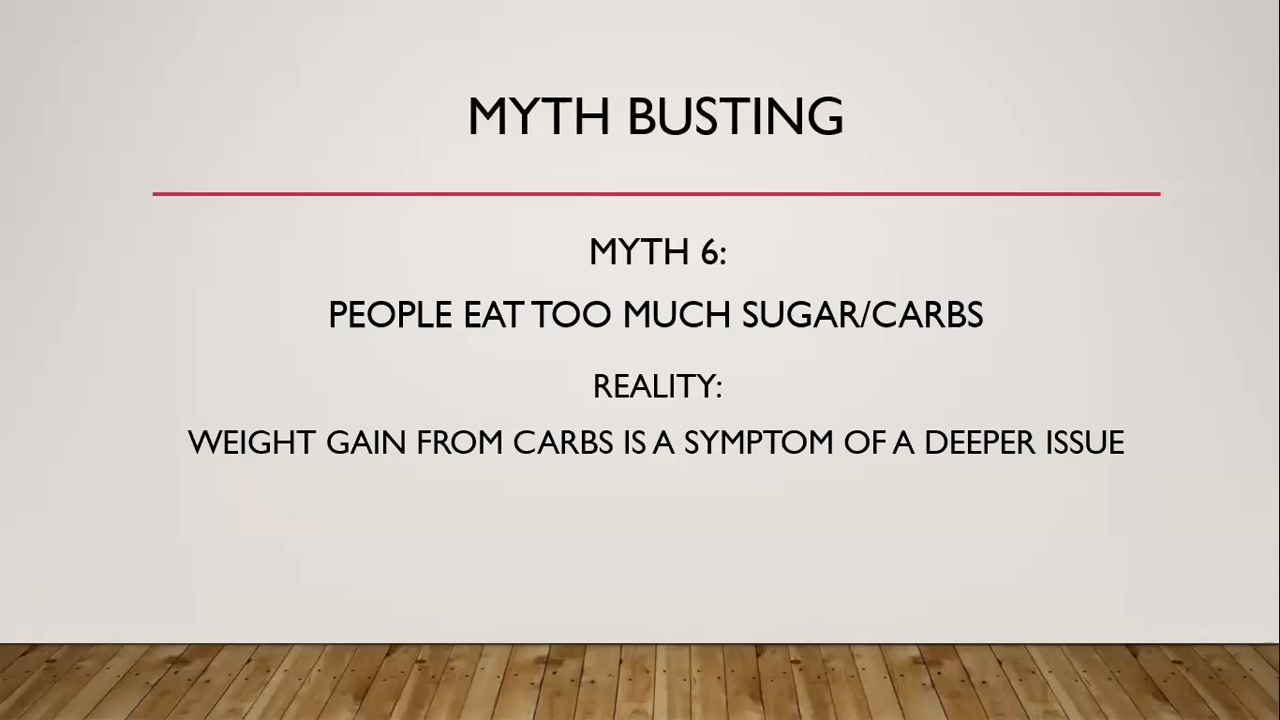 MYTH BUSTING
MYTH 6:
PEOPLE EAT TOO MUCH SUGAR/CARBS
REALITY:
WEIGHT GAIN FROM CARBS IS A SYMPTOM OF A DEEPER ISSUE